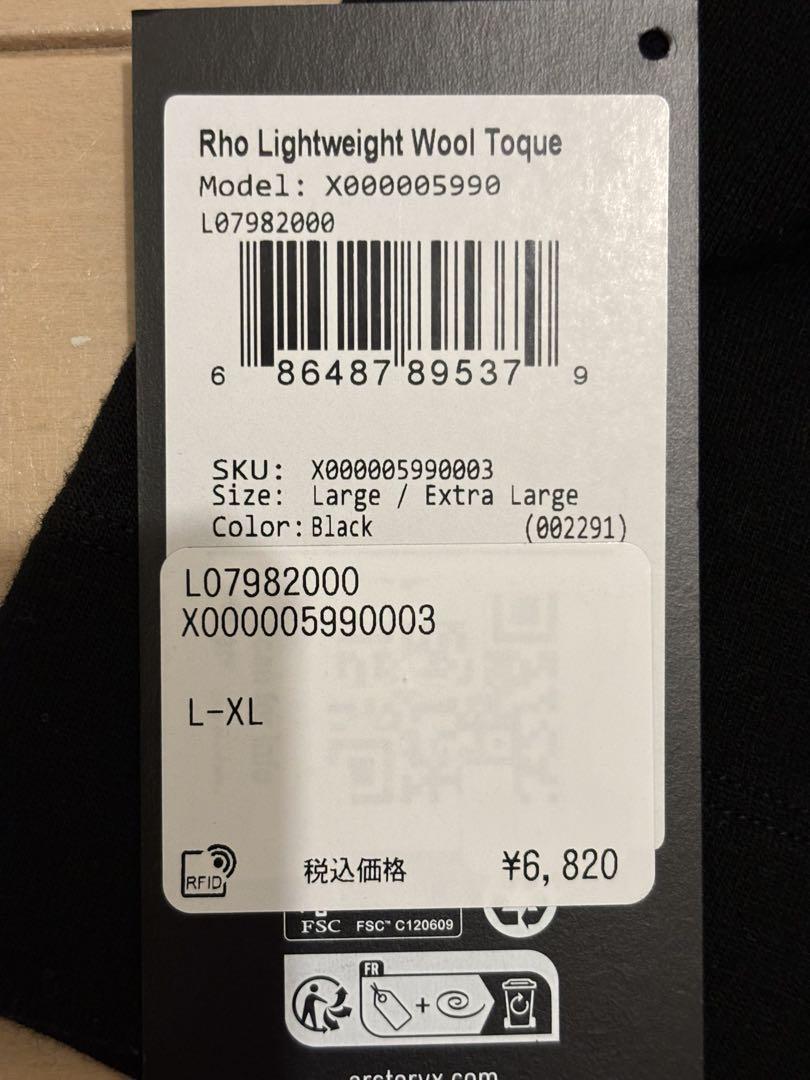 Rho Lightweight Wool Toque
Model: X000005990
L07982000
6 86487 89537 9
SKU: X000005990003
Size: Large / Extra Large
Color: Black (002291)
L07982000
X000005990003
L-XL
RFID 税込価格 ¥6,820
FSC FSC™ C120609
FR
+
arcteryx.com